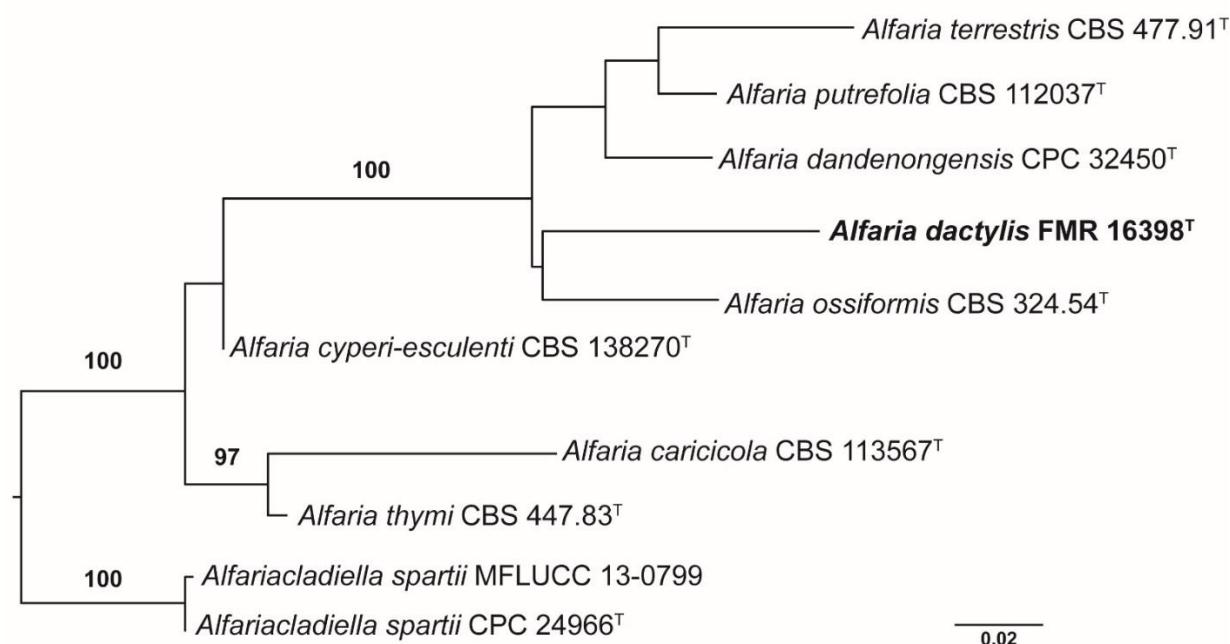 Alfaria terrestris CBS 477.91ᵀ
Alfaria putrefolia CBS 112037ᵀ
Alfaria dandenongensis CPC 32450ᵀ
100
Alfaria dactylis FMR 16398ᵀ
Alfaria ossiformis CBS 324.54ᵀ
Alfaria cyperi-esculenti CBS 138270ᵀ
100
Alfaria caricicola CBS 113567ᵀ
97
Alfaria thymi CBS 447.83ᵀ
Alfariacladiella spartii MFLUCC 13-0799
100
Alfariacladiella spartii CPC 24966ᵀ
0.02